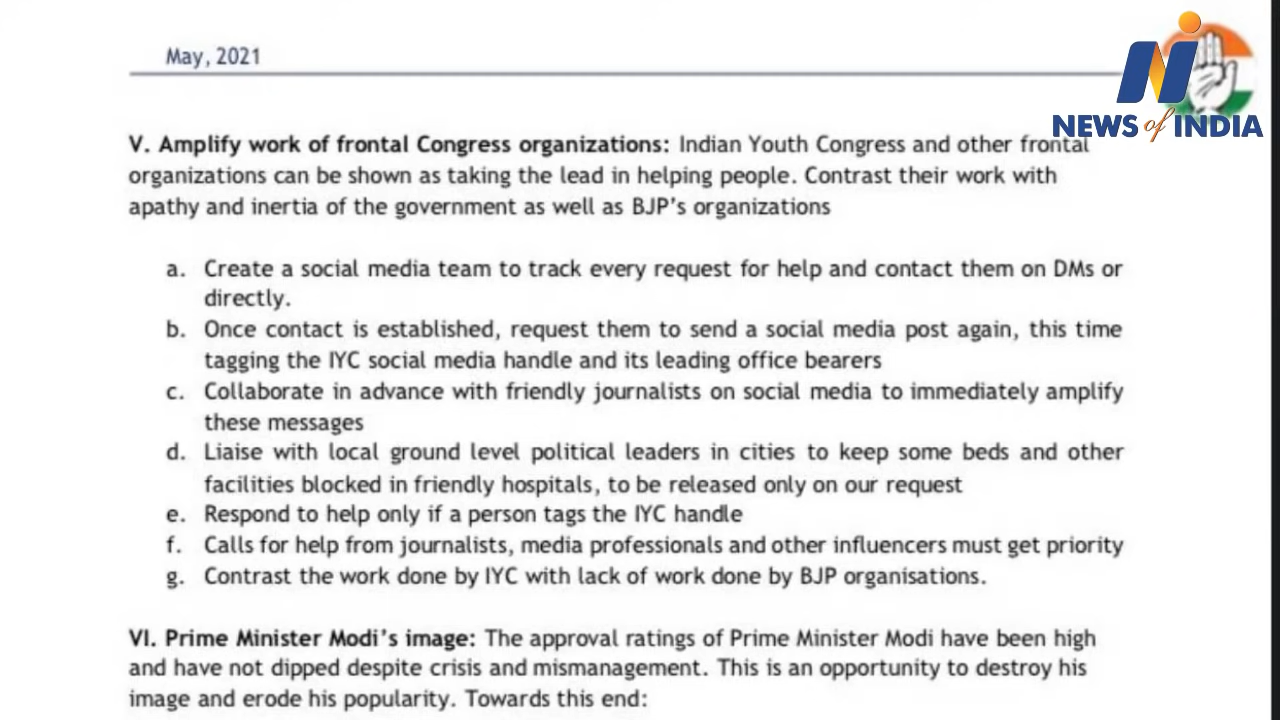 May, 2021
NEWS of INDIA
V. Amplify work of frontal Congress organizations: Indian Youth Congress and other frontal
organizations can be shown as taking the lead in helping people. Contrast their work with
apathy and inertia of the government as well as BJP's organizations
a. Create a social media team to track every request for help and contact them on DMs or
directly.
b. Once contact is established, request them to send a social media post again, this time
tagging the IYC social media handle and its leading office bearers
c. Collaborate in advance with friendly journalists on social media to immediately amplify
these messages
d. Liaise with local ground level political leaders in cities to keep some beds and other
facilities blocked in friendly hospitals, to be released only on our request
e. Respond to help only if a person tags the IYC handle
f. Calls for help from journalists, media professionals and other influencers must get priority
g. Contrast the work done by IYC with lack of work done by BJP organisations.
VI. Prime Minister Modi's image: The approval ratings of Prime Minister Modi have been high
and have not dipped despite crisis and mismanagement. This is an opportunity to destroy his
image and erode his popularity. Towards this end: